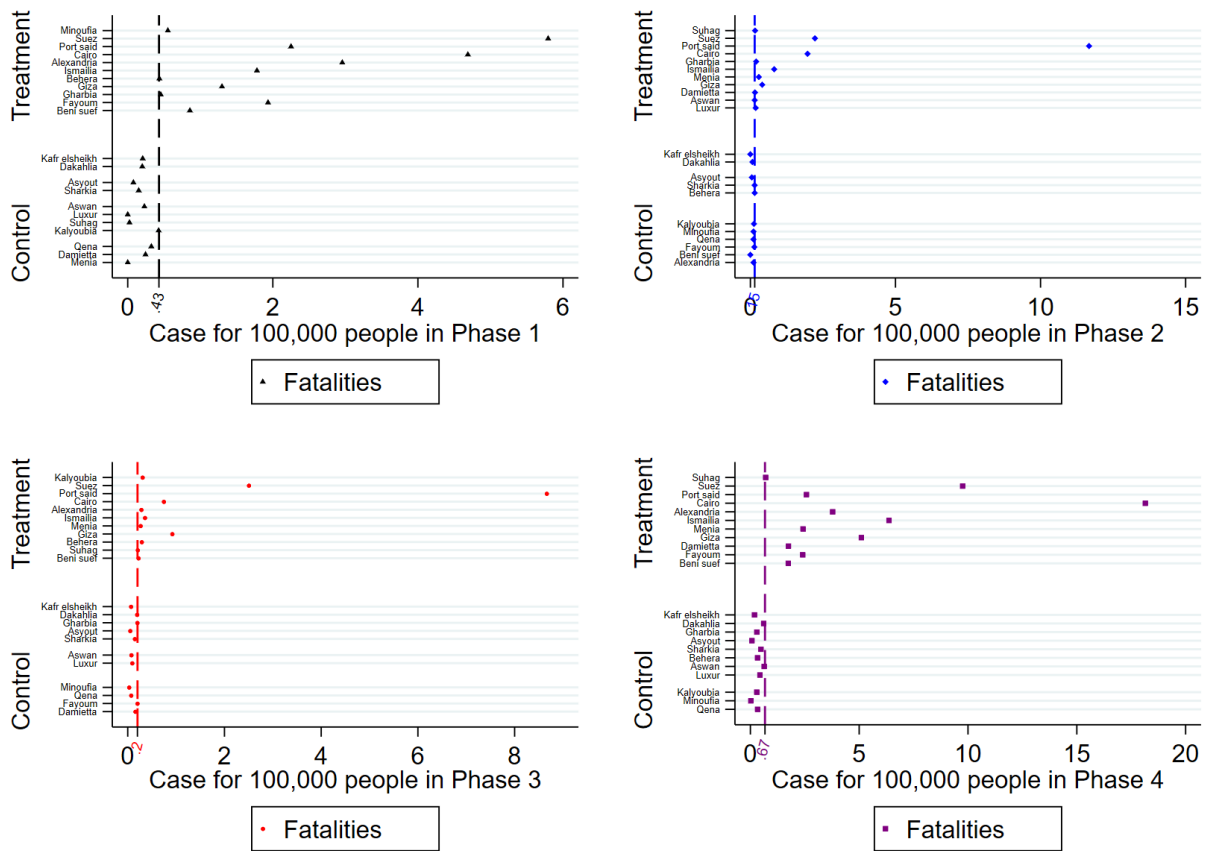 Treatment
Control
Minoufia
Suez
Port said
Cairo
Alexandria
Ismailia
Behera
Giza
Gharbia
Fayoum
Beni suef
Kafr elsheikh
Dakahlia
Asyout
Sharkia
Aswan
Luxur
Suhag
Kalyoubia
Qena
Damietta
Menia
0
.43
2
4
6
Case for 100,000 people in Phase 1
Fatalities
Treatment
Control
Suhag
Suez
Port said
Cairo
Gharbia
Ismailia
Menia
Giza
Damietta
Aswan
Luxur
Kafr elsheikh
Dakahlia
Asyout
Sharkia
Behera
Kalyoubia
Minoufia
Qena
Fayoum
Beni suef
Alexandria
0
.15
5
10
15
Case for 100,000 people in Phase 2
Fatalities
Treatment
Control
Kalyoubia
Suez
Port said
Cairo
Alexandria
Ismailia
Menia
Giza
Behera
Suhag
Beni suef
Kafr elsheikh
Dakahlia
Gharbia
Asyout
Sharkia
Aswan
Luxur
Minoufia
Qena
Fayoum
Damietta
0
.2
2
4
6
8
Case for 100,000 people in Phase 3
Fatalities
Treatment
Control
Suhag
Suez
Port said
Cairo
Alexandria
Ismailia
Menia
Giza
Damietta
Fayoum
Beni suef
Kafr elsheikh
Dakahlia
Gharbia
Asyout
Sharkia
Behera
Aswan
Luxur
Kalyoubia
Minoufia
Qena
0
.67
5
10
15
20
Case for 100,000 people in Phase 4
Fatalities